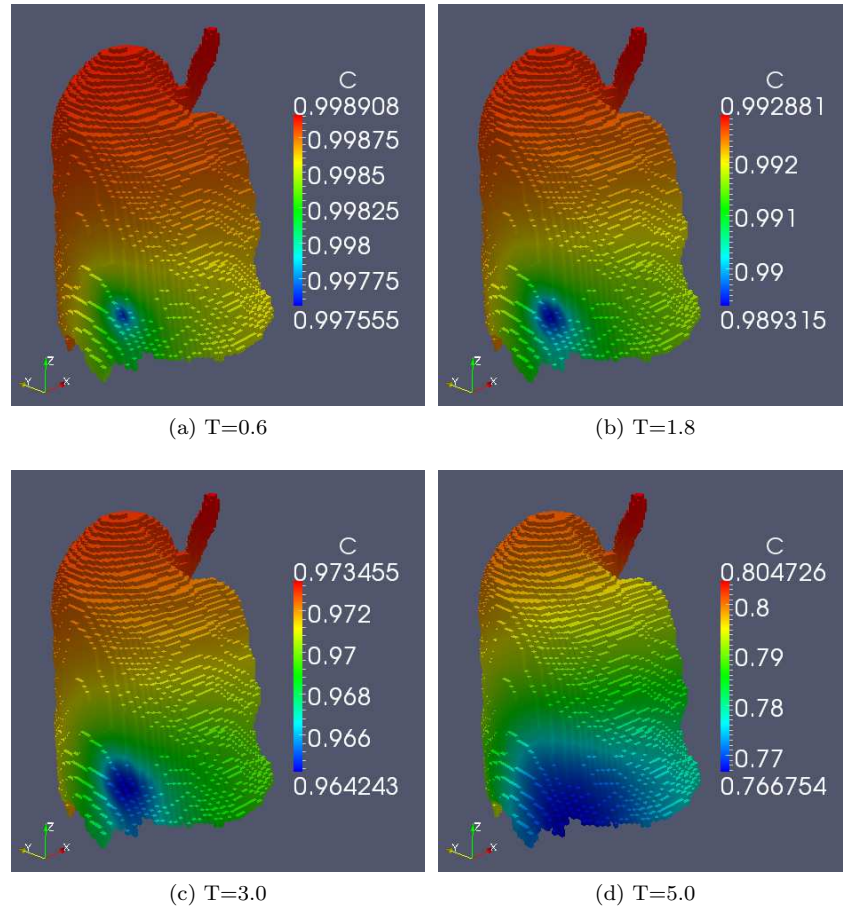 C
0.998908
0.99875
0.9985
0.99825
0.998
0.99775
0.997555
Z
Y
X
(a) T=0.6
C
0.992881
0.992
0.991
0.99
0.989315
Z
Y
X
(b) T=1.8
C
0.973455
0.972
0.97
0.968
0.966
0.964243
Z
Y
X
(c) T=3.0
C
0.804726
0.8
0.79
0.78
0.77
0.766754
Z
Y
X
(d) T=5.0